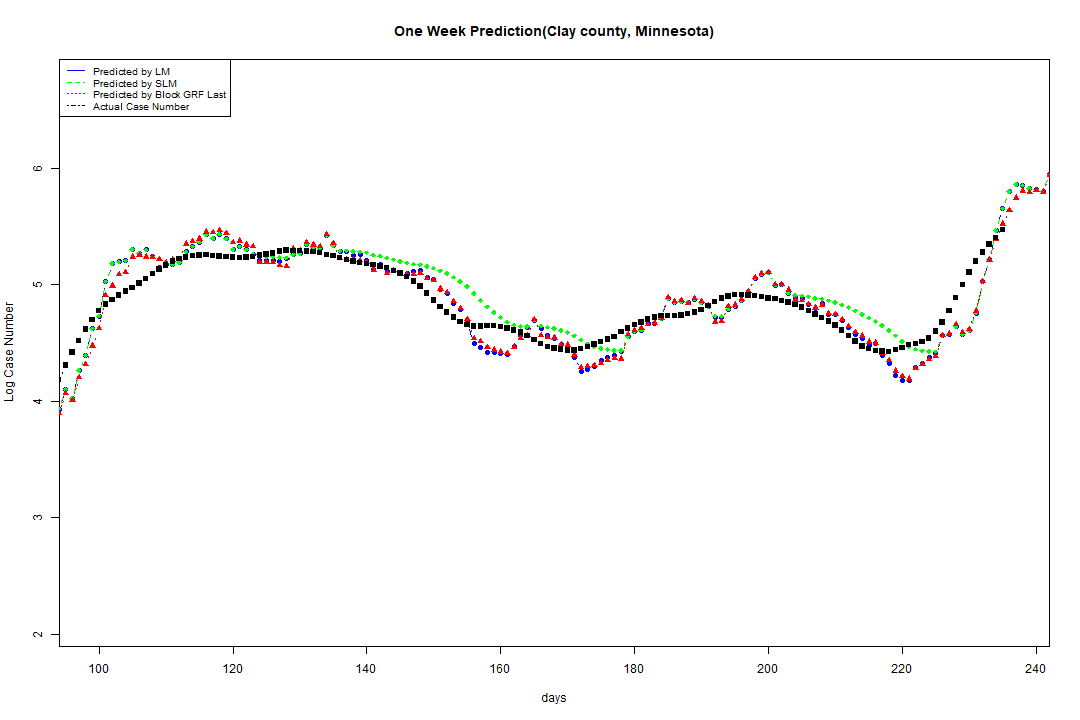 One Week Prediction(Clay county, Minnesota)
Predicted by LM
Predicted by SLM
Predicted by Block GRF Last
Actual Case Number
6
5
4
3
2
Log Case Number
100 120 140 160 180 200 220 240
days